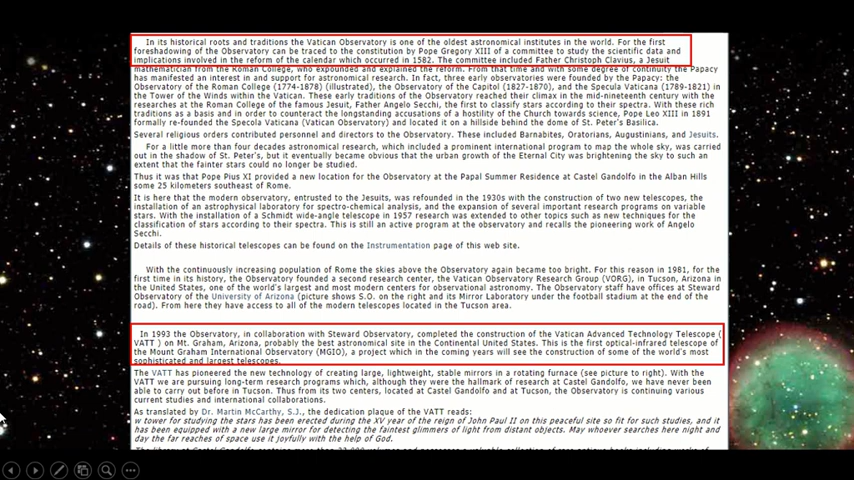 In its historical roots and traditions the Vatican Observatory is one of the oldest astronomical institutes in the world. For the first
foreshadowing of the Observatory can be traced to the constitution by Pope Gregory XIII of a committee to study the scientific data and
implications involved in the reform of the calendar which occurred in 1582. The committee included Father Christoph Clavius, a Jesuit
mathematician from the Roman College, who expounded and explained the reform. From that time and with some degree of continuity the Papacy
has manifested an interest in and support for astronomical research. In fact, three early observatories were founded by the Papacy: the
Observatory of the Roman College (1774-1878) (illustrated), the Observatory of the Capitol (1827-1870), and the Specula Vaticana (1789-1821) in
the Tower of the Winds within the Vatican. These early traditions of the Observatory reached their climax in the mid-nineteenth century with the
researches at the Roman College of the famous Jesuit, Father Angelo Secchi, the first to classify stars according to their spectra. With these rich
traditions as a basis and in order to counteract the longstanding accusations of a hostility of the Church towards science, Pope Leo XIII in 1891
formally re-founded the Specola Vaticana (Vatican Observatory) and located it on a hillside behind the dome of St. Peter's Basilica.
Several religious orders contributed personnel and directors to the Observatory. These included Barnabites, Oratorians, Augustinians, and Jesuits.
For a little more than four decades astronomical research, which included a prominent international program to map the whole sky, was carried
out in the shadow of St. Peter's, but it eventually became obvious that the urban growth of the Eternal City was brightening the sky to such an
extent that the fainter stars could no longer be studied.
Thus it was that Pope Pius XI provided a new location for the Observatory at the Papal Summer Residence at Castel Gandolfo in the Alban Hills
some 25 kilometers southeast of Rome.
It is here that the modern observatory, entrusted to the Jesuits, was refounded in the 1930s with the construction of two new telescopes, the
installation of an astrophysical laboratory for spectro-chemical analysis, and the expansion of several important research programs on variable
stars. With the installation of a Schmidt wide-angle telescope in 1957 research was extended to other topics such as new techniques for the
classification of stars according to their spectra. This is still an active program at the observatory and recalls the pioneering work of Angelo
Secchi.
Details of these historical telescopes can be found on the Instrumentation page of this web site.
With the continuously increasing population of Rome the skies above the Observatory again became too bright. For this reason in 1981, for the
first time in its history, the Observatory founded a second research center, the Vatican Observatory Research Group (VORG), in Tucson, Arizona in
the United States, one of the world's largest and most modern centers for observational astronomy. The Observatory staff have offices at Steward
Observatory of the University of Arizona (picture shows S.O. on the right and its Mirror Laboratory under the football stadium at the end of the
road). From here they have access to all of the modern telescopes located in the Tucson area.
In 1993 the Observatory, in collaboration with Steward Observatory, completed the construction of the Vatican Advanced Technology Telescope (
VATT ) on Mt. Graham, Arizona, probably the best astronomical site in the Continental United States. This is the first optical-infrared telescope of
the Mount Graham International Observatory (MGIO), a project which in the coming years will see the construction of some of the world's most
sophisticated and largest telescopes.
The VATT has pioneered the new technology of creating large, lightweight, stable mirrors in a rotating furnace (see picture to right). With the
VATT we are pursuing long-term research programs which, although they were the hallmark of research at Castel Gandolfo, we have never been
able to carry out before in Tucson. Thus from its two centers, located at Castel Gandolfo and at Tucson, the Observatory is continuing various
current studies and international collaborations.
As translated by Dr. Martin McCarthy, S.J., the dedication plaque of the VATT reads:
w tower for studying the stars has been erected during the XV year of the reign of John Paul II on this peaceful site so fit for such studies, and it
has been equipped with a new large mirror for detecting the faintest glimmers of light from distant objects. May whoever searches here night and
day the far reaches of space use it joyfully with the help of God.